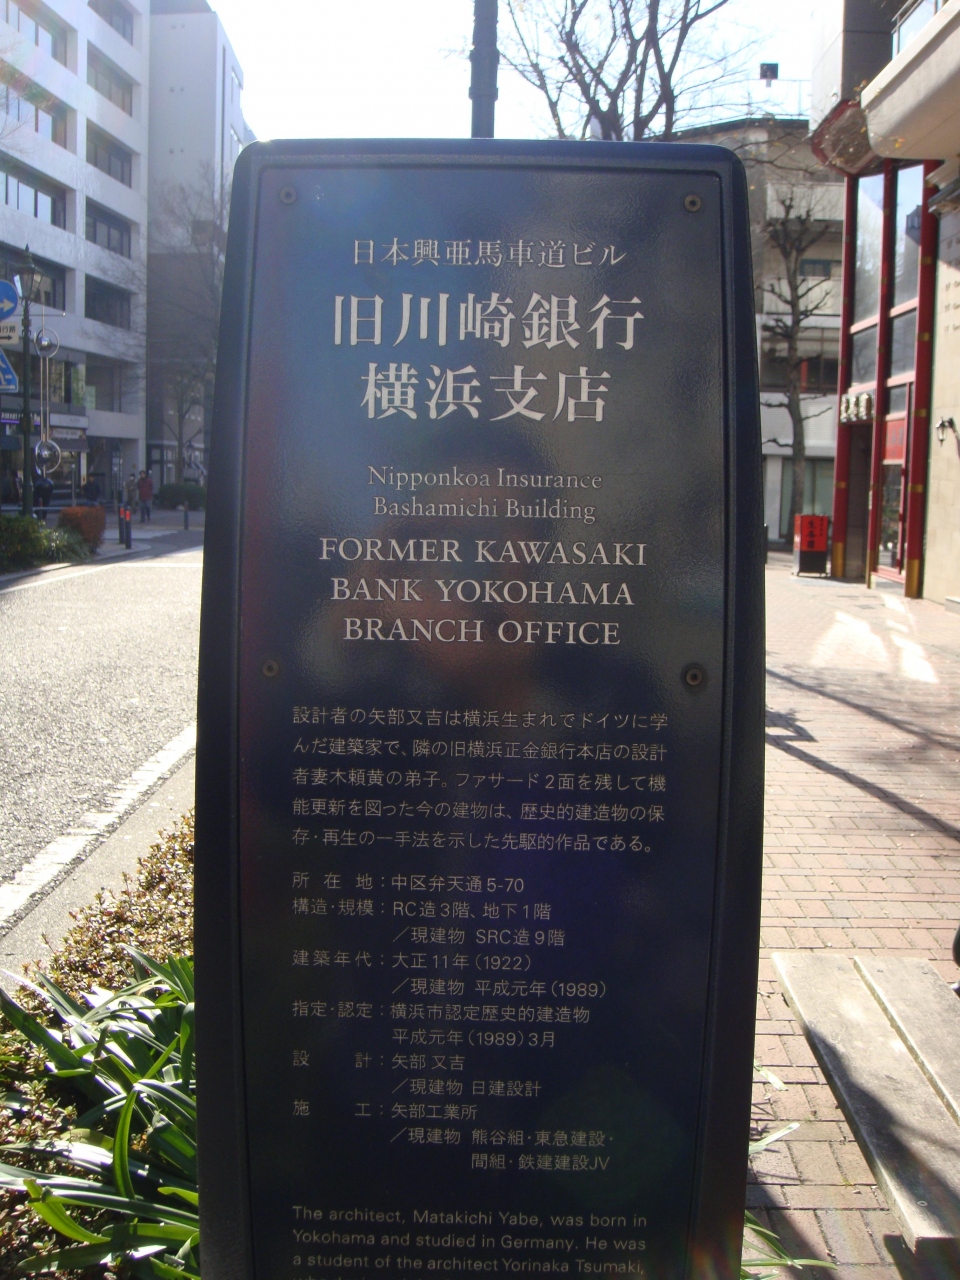 日本興亜馬車道ビル
旧川崎銀行
横浜支店
Nipponkoa Insurance
Bashamichi Building
FORMER KAWASAKI
BANK YOKOHAMA
BRANCH OFFICE
設計者の矢部又吉は横浜生まれでドイツに学
んだ建築家で、隣の旧横浜正金銀行本店の設計
者妻木頼黄の弟子。ファサード2面を残して機
能更新を図った今の建物は、歴史的建造物の保
存・再生の一手法を示した先駆的作品である。
所在地：中区弁天通5-70
構造・規模：RC造3階、地下1階
／現建物 SRC造9階
建築年代：大正11年（1922）
／現建物 平成元年（1989）
指定・認定：横浜市認定歴史的建造物
平成元年（1989）3月
設計：矢部 又吉
／現建物 日建設計
施工：矢部工業所
／現建物 熊谷組・東急建設・
間組・鉄建建設JV
The architect, Matakichi Yabe, was born in
Yokohama and studied in Germany. He was
a student of the architect Yorinaka Tsumaki,